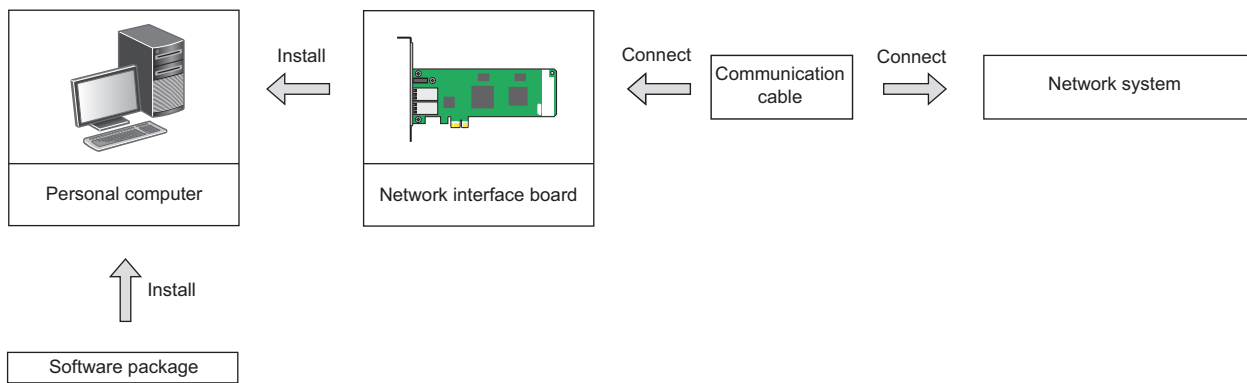 Install
Connect
Connect
Communication
cable
Network system
Personal computer
Network interface board
Install
Software package